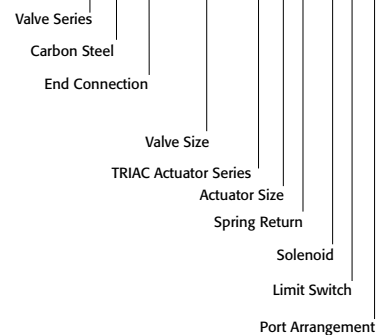 Valve Series
Carbon Steel
End Connection
Valve Size
TRIAC Actuator Series
Actuator Size
Spring Return
Solenoid
Limit Switch
Port Arrangement